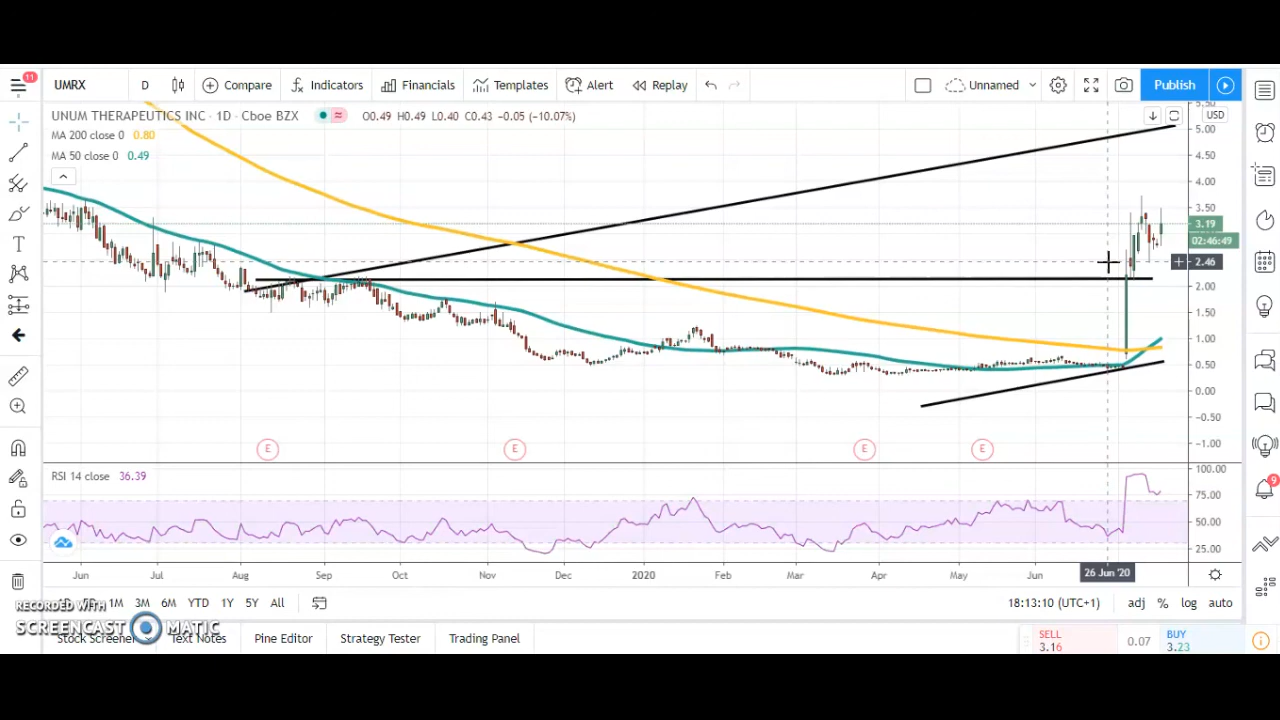 11
UMRX D Compare Indicators Financials Templates Alert Replay Unnamed Publish
UNUM THERAPEUTICS INC · 1D · Cboe BZX ≈ O0.49 H0.49 L0.40 C0.43 −0.05 (−10.07%)
MA 200 close 0 0.80
MA 50 close 0 0.49
USD
5.50
5.00
4.50
4.00
3.50
3.19
02:46:49
2.46
2.00
1.50
1.00
0.50
0.00
−0.50
−1.00
E E E E
RSI 14 close 36.39
100.00
75.00
50.00
25.00
9
Jun Jul Aug Sep Oct Nov Dec 2020 Feb Mar Apr May Jun 26 Jun '20
1M 3M 6M YTD 1Y 5Y All 18:13:10 (UTC+1) adj % log auto
RECORDED WITH
SCREENCAST MATIC
Stock Screener Text Notes Pine Editor Strategy Tester Trading Panel
SELL
3.16
0.07
BUY
3.23
T